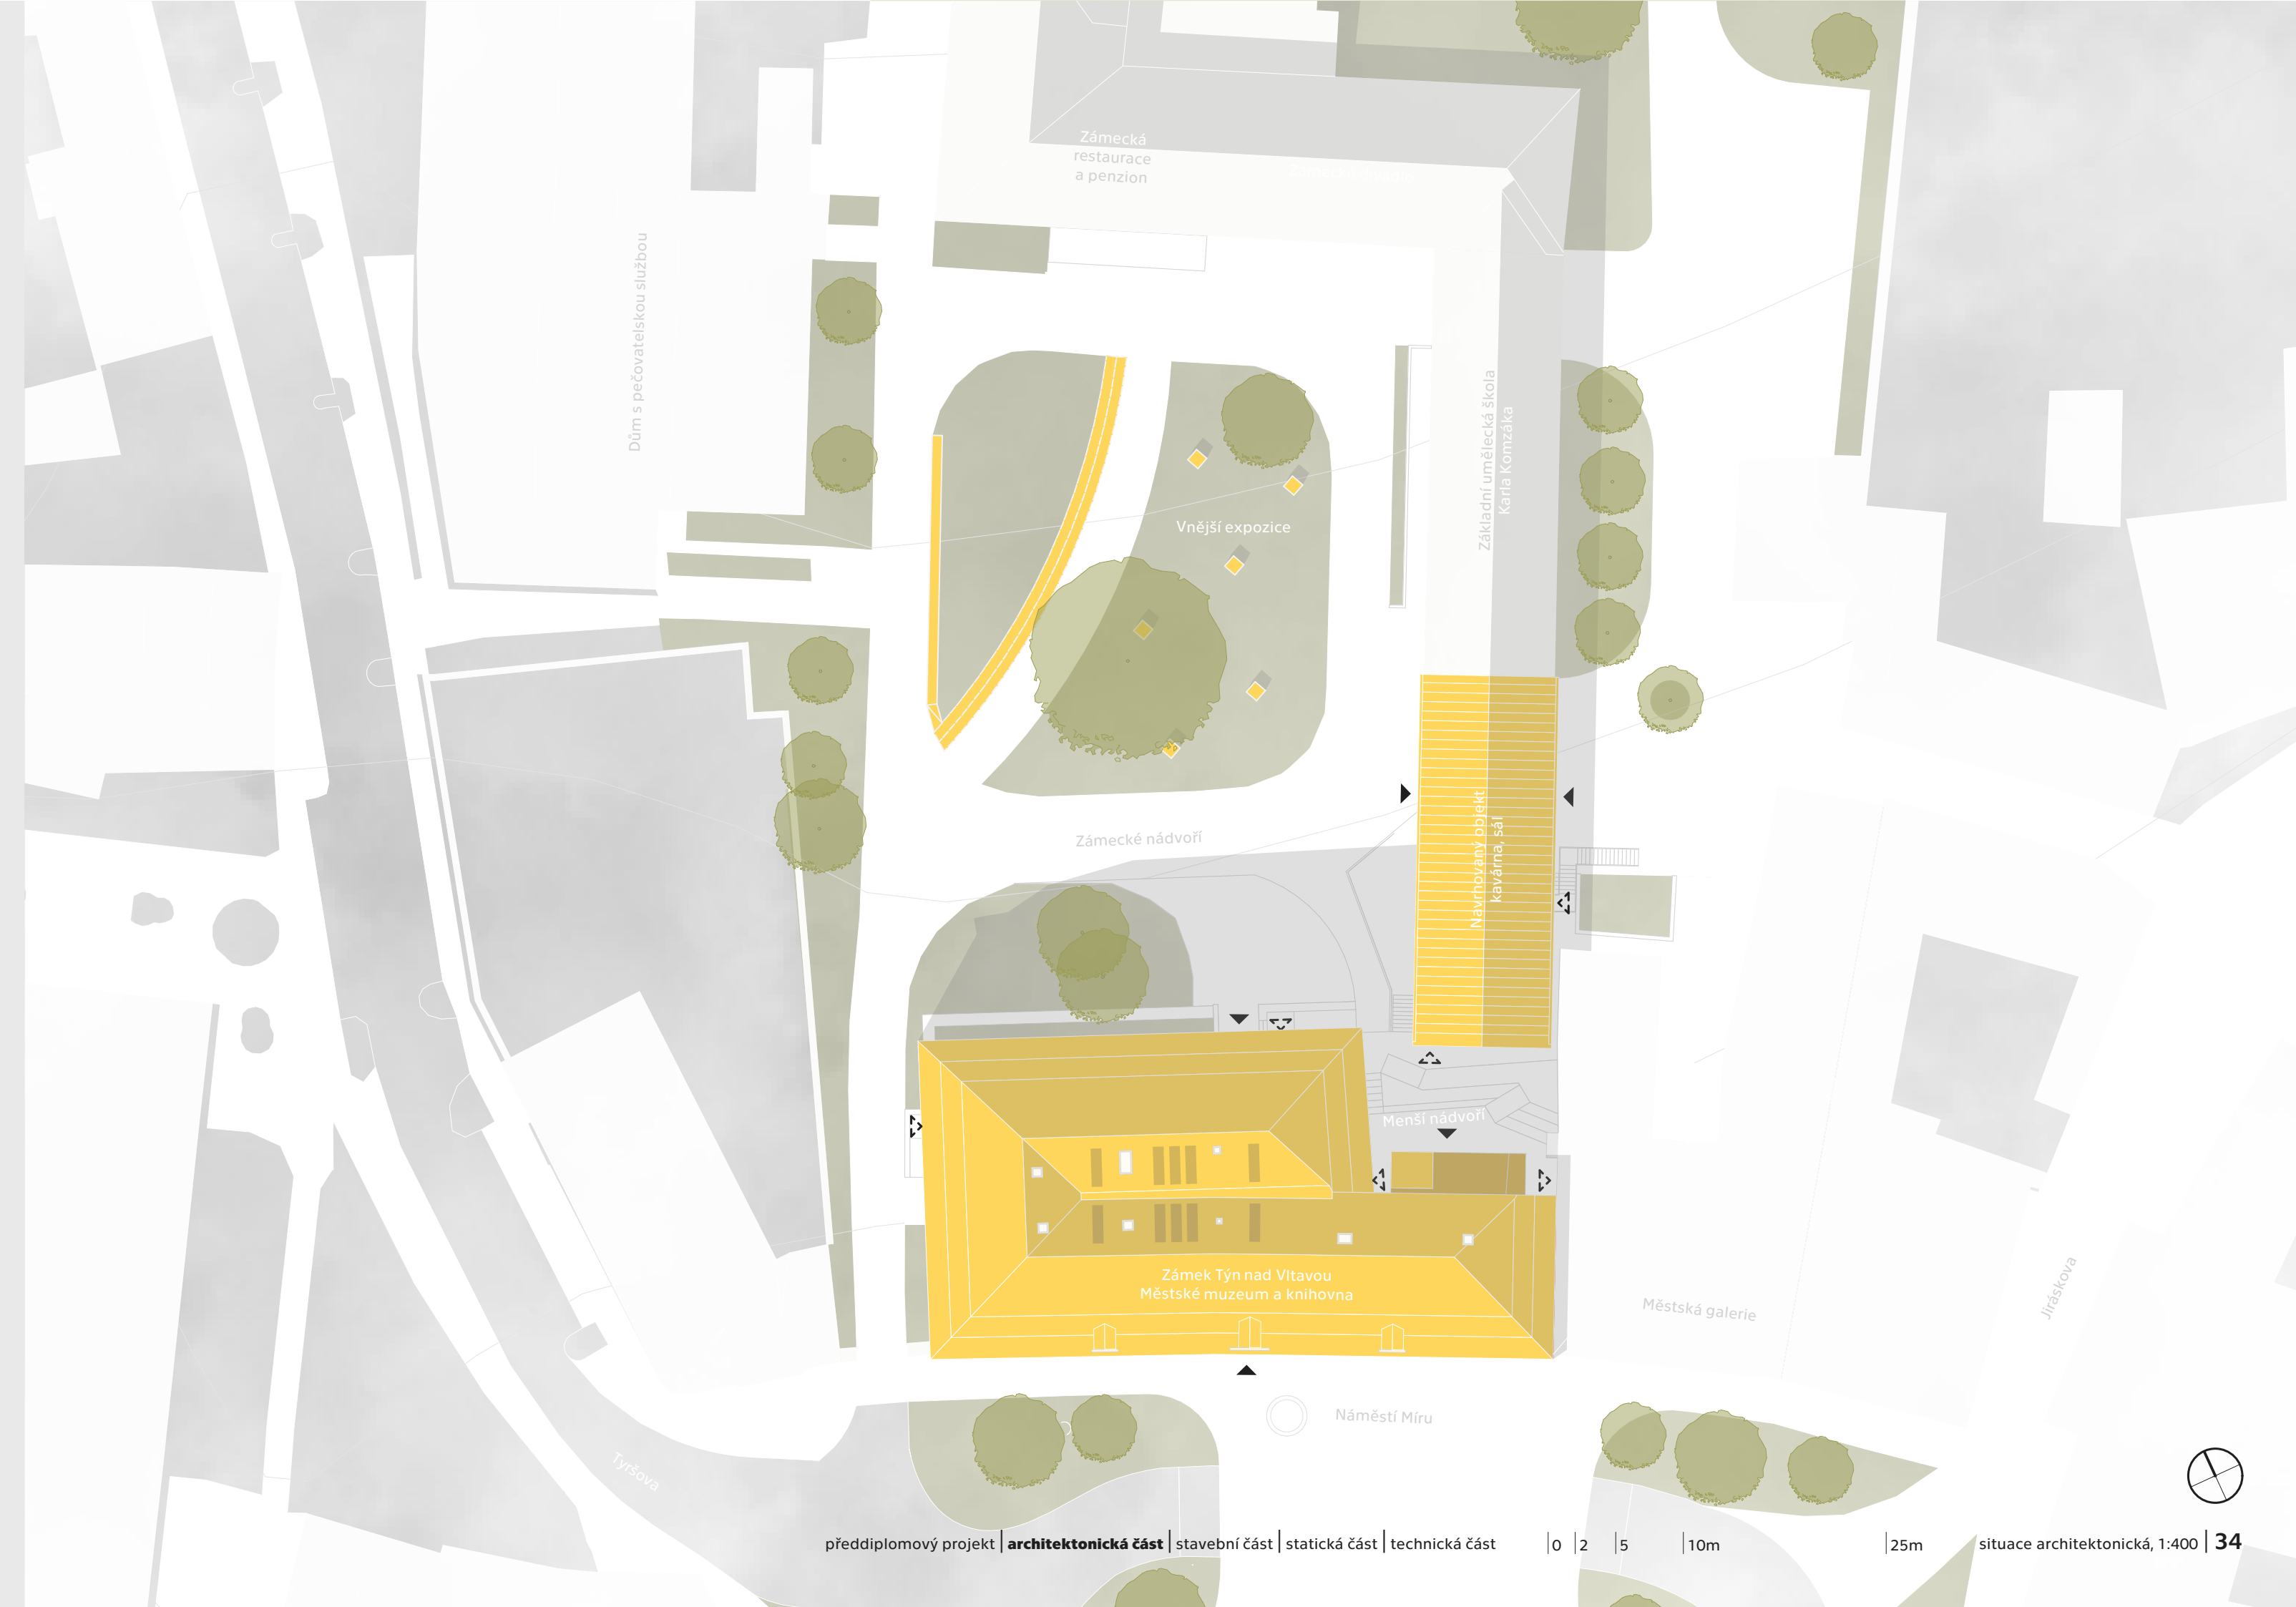 Zámecká
restaurace
a penzion
Dům s pečovatelskou službou
Základní umělecká škola
Karla Komzáka
Vnější expozice
Zámecké nádvoří
Navrhovaný objekt
kavárna, sál
Menší nádvoří
Zámek Týn nad Vltavou
Městské muzeum a knihovna
Městská galerie
Jiráskova
Náměstí Míru
Tyršova
předdiplomový projekt | architektonická část | stavební část | statická část | technická část
0 2 5 10m 25m
situace architektonická, 1:400 | 34